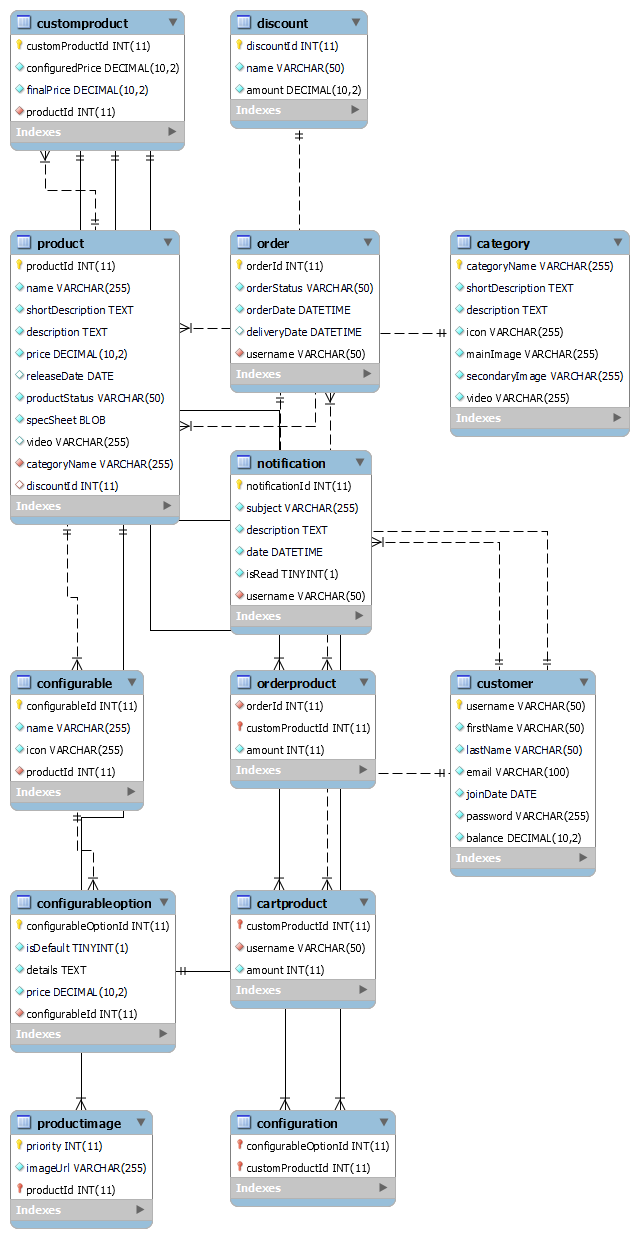 customproduct
customProductId INT(11)
configuredPrice DECIMAL(10,2)
finalPrice DECIMAL(10,2)
productId INT(11)
Indexes
discount
discountId INT(11)
name VARCHAR(50)
amount DECIMAL(10,2)
Indexes
product
productId INT(11)
name VARCHAR(255)
shortDescription TEXT
description TEXT
price DECIMAL(10,2)
releaseDate DATE
productStatus VARCHAR(50)
specSheet BLOB
video VARCHAR(255)
categoryName VARCHAR(255)
discountId INT(11)
Indexes
order
orderId INT(11)
orderStatus VARCHAR(50)
orderDate DATETIME
deliveryDate DATETIME
username VARCHAR(50)
Indexes
category
categoryName VARCHAR(255)
shortDescription TEXT
description TEXT
icon VARCHAR(255)
mainImage VARCHAR(255)
secondaryImage VARCHAR(255)
video VARCHAR(255)
Indexes
notification
notificationId INT(11)
subject VARCHAR(255)
description TEXT
date DATETIME
isRead TINYINT(1)
username VARCHAR(50)
Indexes
configurable
configurableId INT(11)
name VARCHAR(255)
icon VARCHAR(255)
productId INT(11)
Indexes
orderproduct
orderId INT(11)
customProductId INT(11)
amount INT(11)
Indexes
customer
username VARCHAR(50)
firstName VARCHAR(50)
lastName VARCHAR(50)
email VARCHAR(100)
joinDate DATE
password VARCHAR(255)
balance DECIMAL(10,2)
Indexes
configurableoption
configurableOptionId INT(11)
isDefault TINYINT(1)
details TEXT
price DECIMAL(10,2)
configurableId INT(11)
Indexes
cartproduct
customProductId INT(11)
username VARCHAR(50)
amount INT(11)
Indexes
productimage
priority INT(11)
imageUrl VARCHAR(255)
productId INT(11)
Indexes
configuration
configurableOptionId INT(11)
customProductId INT(11)
Indexes